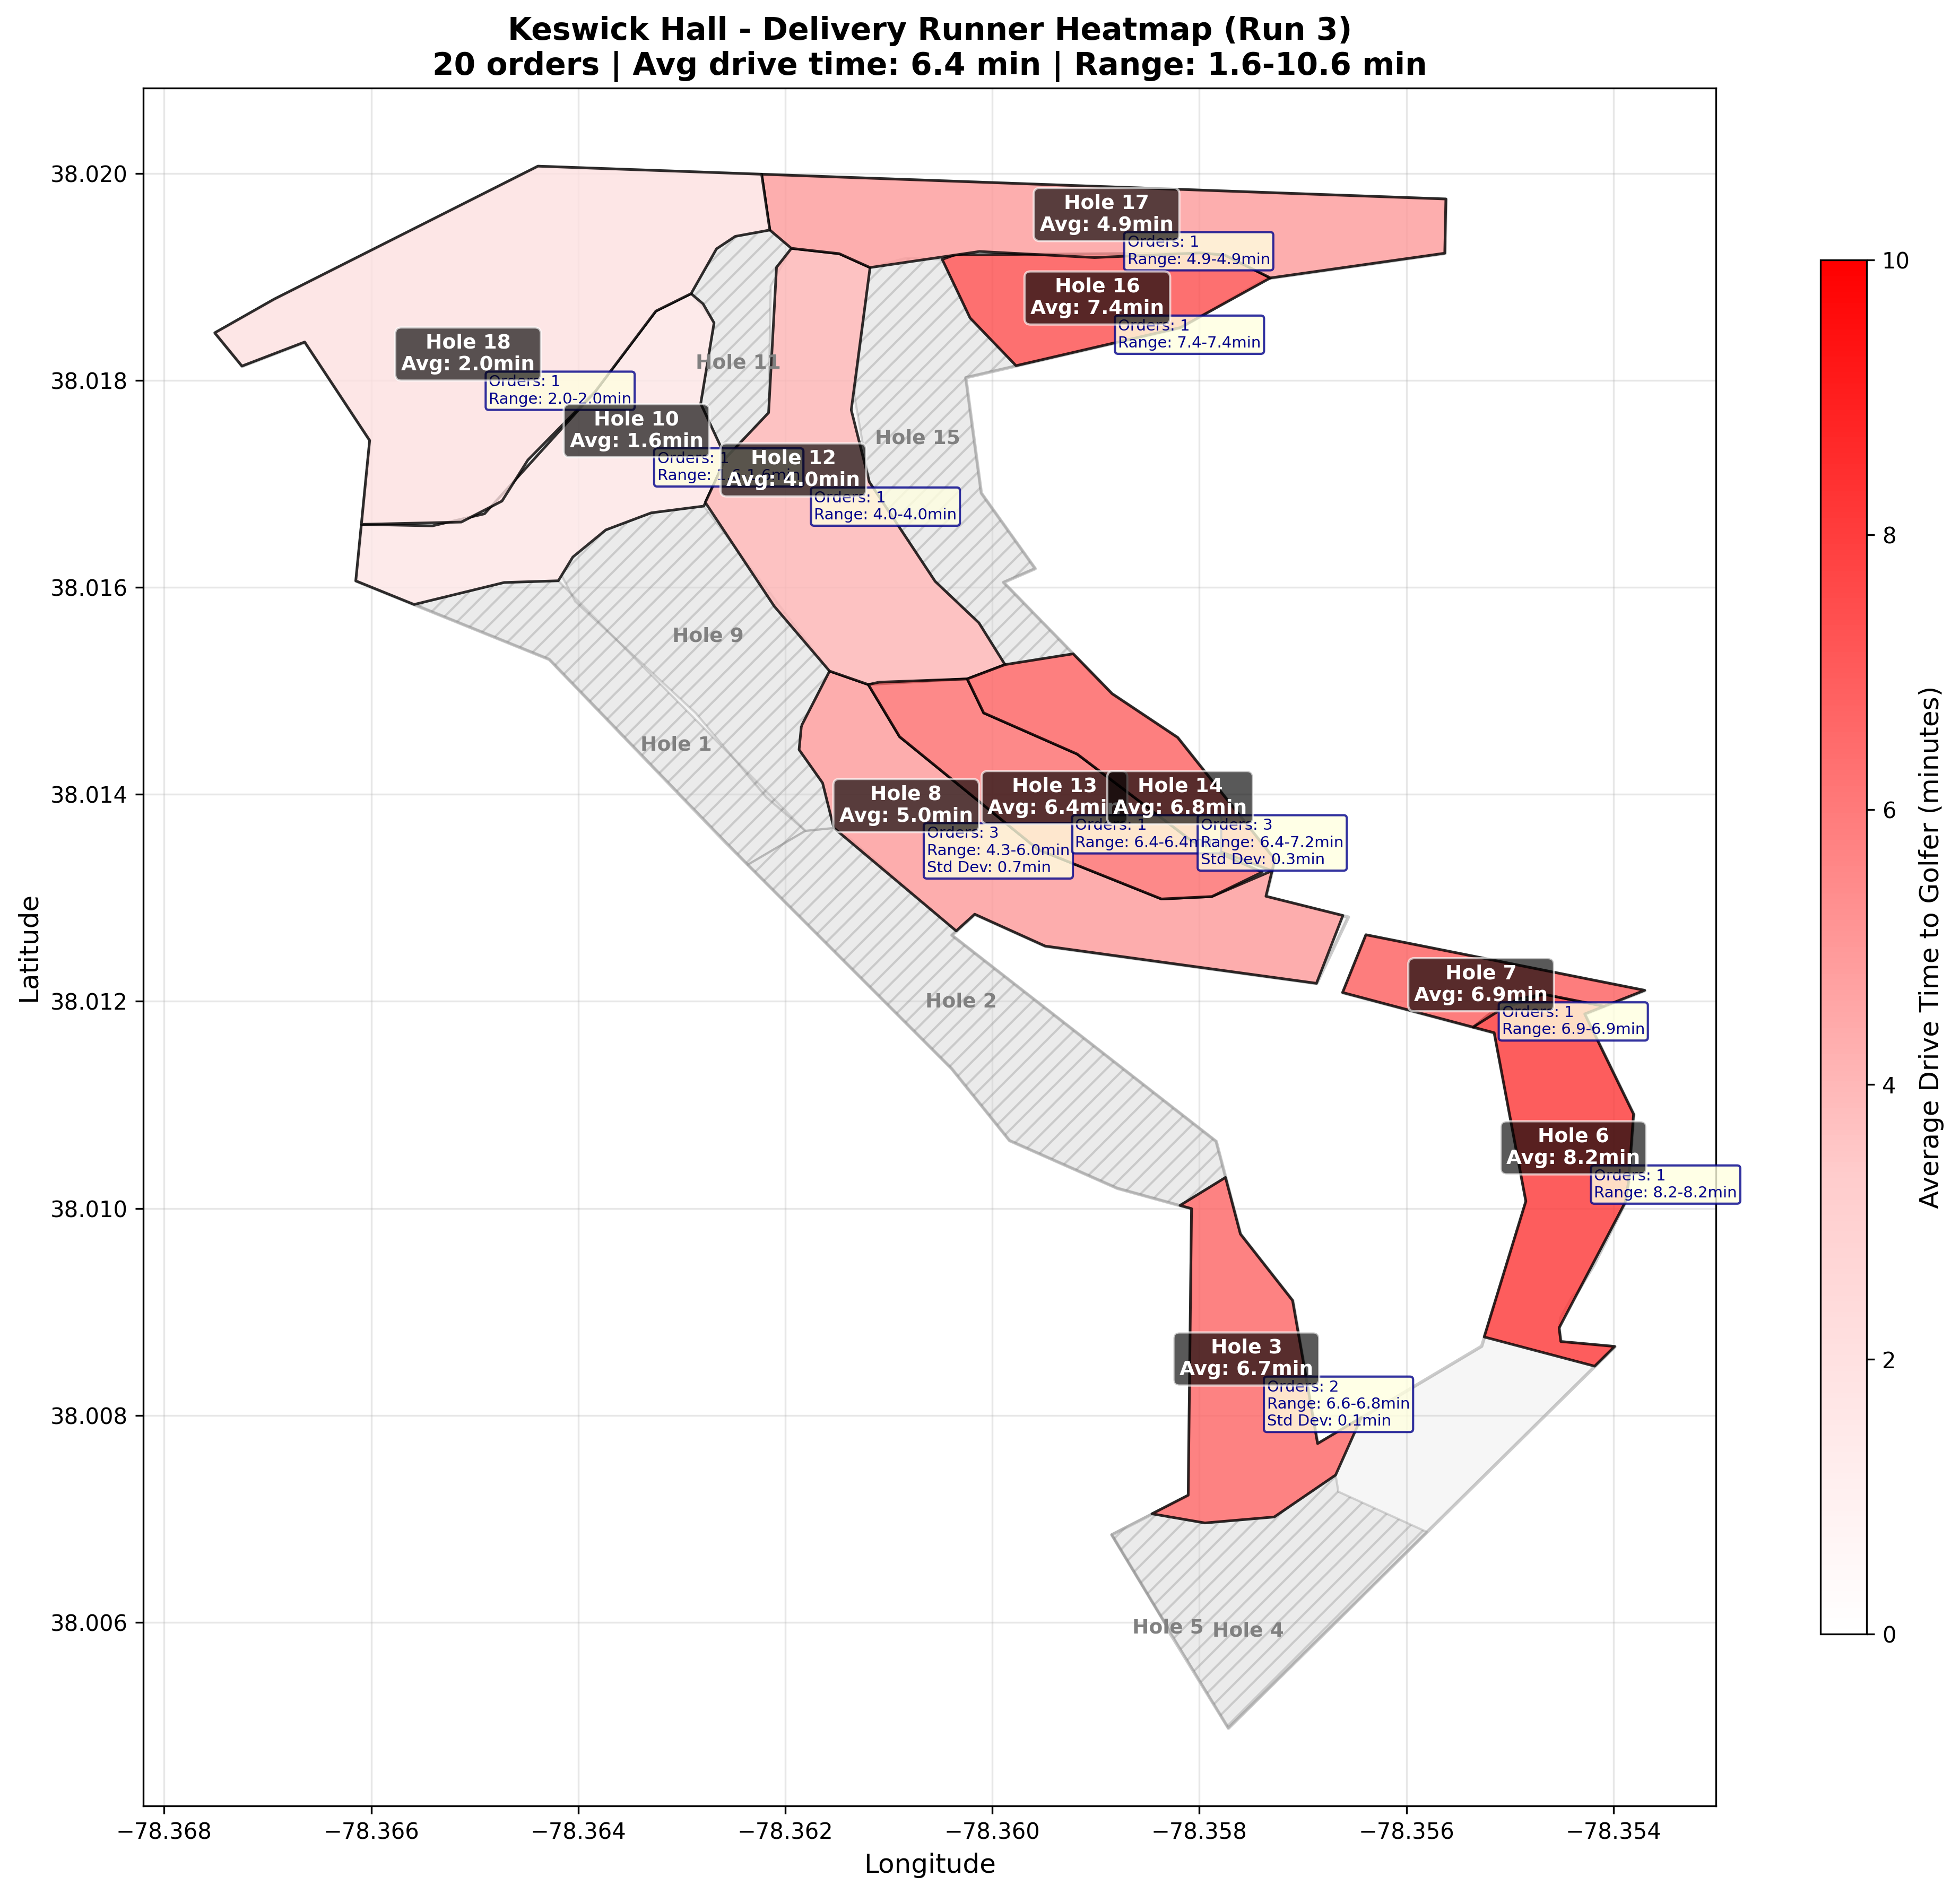 Keswick Hall - Delivery Runner Heatmap (Run 3)
20 orders | Avg drive time: 6.4 min | Range: 1.6-10.6 min
Latitude
38.020
38.018
38.016
38.014
38.012
38.010
38.008
38.006
Hole 17
Avg: 4.9min
Orders: 1
Range: 4.9-4.9min
Hole 16
Avg: 7.4min
Orders: 1
Range: 7.4-7.4min
Hole 18
Avg: 2.0min
Orders: 1
Range: 2.0-2.0min
Hole 11
Hole 10
Avg: 1.6min
Orders: 1
Range:
Hole 12
Avg: 4.0min
Orders: 1
Range: 4.0-4.0min
Hole 15
Hole 9
Hole 1
Hole 8
Avg: 5.0min
Orders: 3
Range: 4.3-6.0min
Std Dev: 0.7min
Hole 13
Avg: 6.4min
Orders: 1
Range:
Hole 14
Avg: 6.8min
Orders: 3
Range: 6.4-7.2min
Std Dev: 0.3min
Hole 2
Hole 7
Avg: 6.9min
Orders: 1
Range: 6.9-6.9min
Hole 6
Avg: 8.2min
Orders: 1
Range: 8.2-8.2min
Hole 3
Avg: 6.7min
Orders: 2
Range: 6.6-6.8min
Std Dev: 0.1min
Hole 5
Hole 4
−78.368
−78.366
−78.364
−78.362
−78.360
−78.358
−78.356
−78.354
Longitude
10
8
6
4
2
0
Average Drive Time to Golfer (minutes)